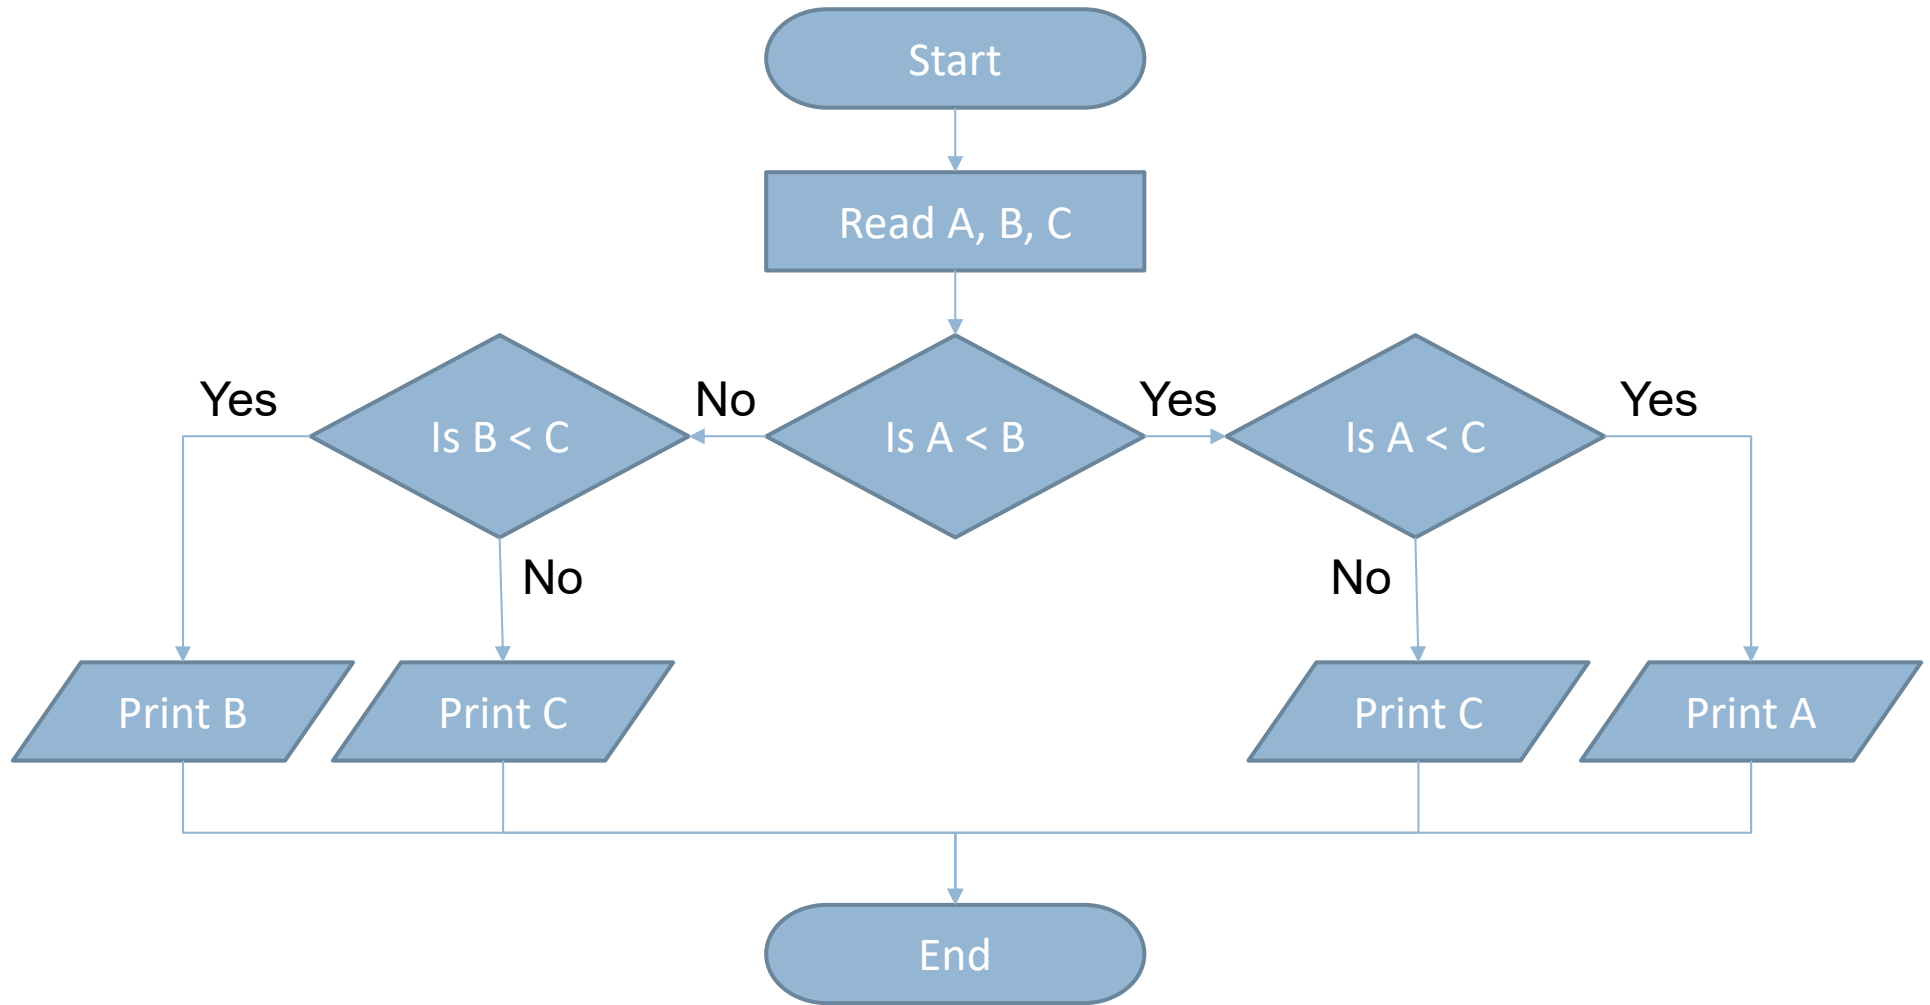 Start
Read A, B, C
Yes
No
Yes
Yes
Is B < C
Is A < B
Is A < C
No
No
Print B
Print C
Print C
Print A
End